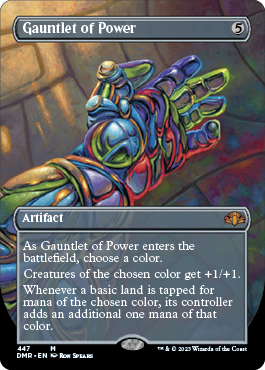 Gauntlet of Power 5
Artifact
As Gauntlet of Power enters the
battlefield, choose a color.
Creatures of the chosen color get +1/+1.
Whenever a basic land is tapped for
mana of the chosen color, its controller
adds an additional one mana of that
color.
447 M
DMR • EN Ron Spears
™ & © 2023 Wizards of the Coast